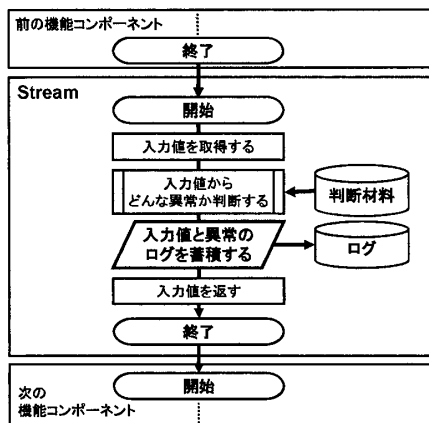 前の機能コンポーネント
終了
Stream
開始
入力値を取得する
入力値から
どんな異常か判断する
判断材料
入力値と異常の
ログを蓄積する
ログ
入力値を返す
終了
開始
次の
機能コンポーネント